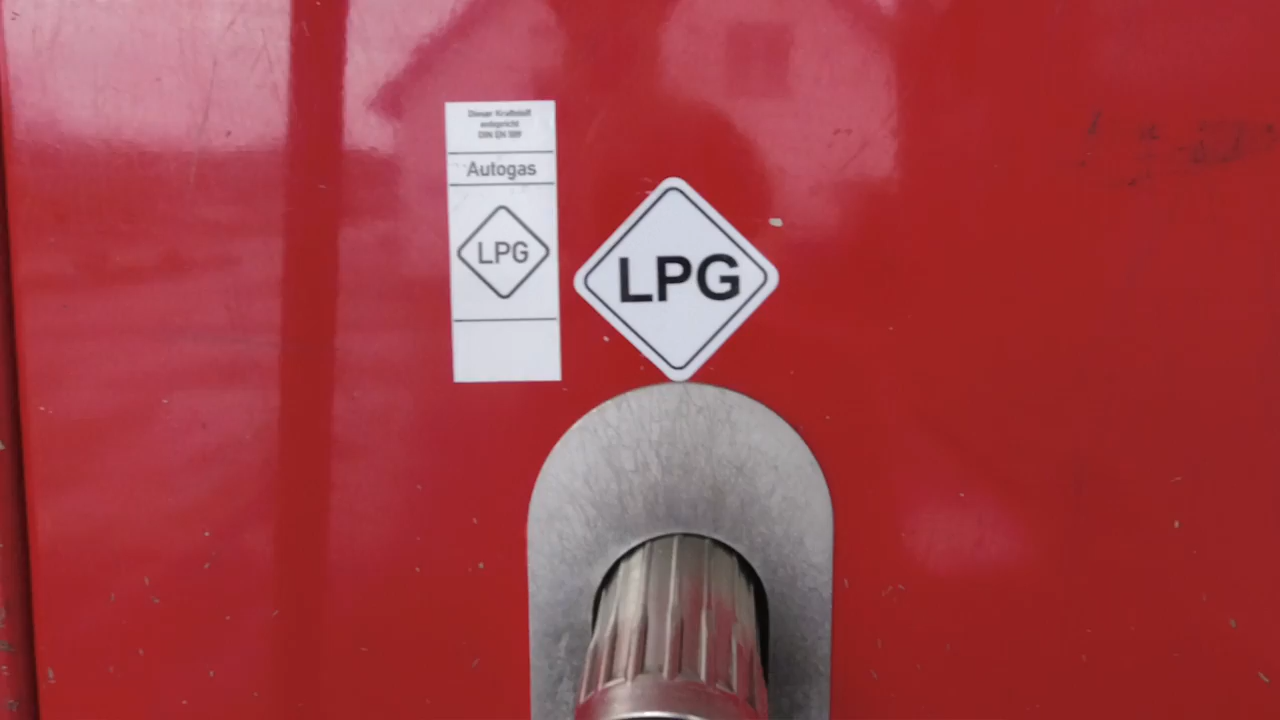 Dieser Kraftstoff
entspricht
DIN EN 589
Autogas
LPG
LPG